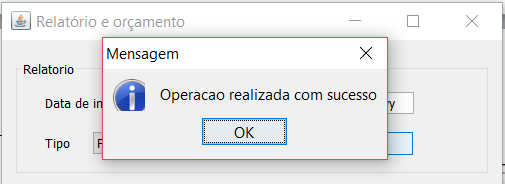 Relatório e orçamento
Mensagem
Relatorio
Operacao realizada com sucesso
Data de in
Tipo
OK